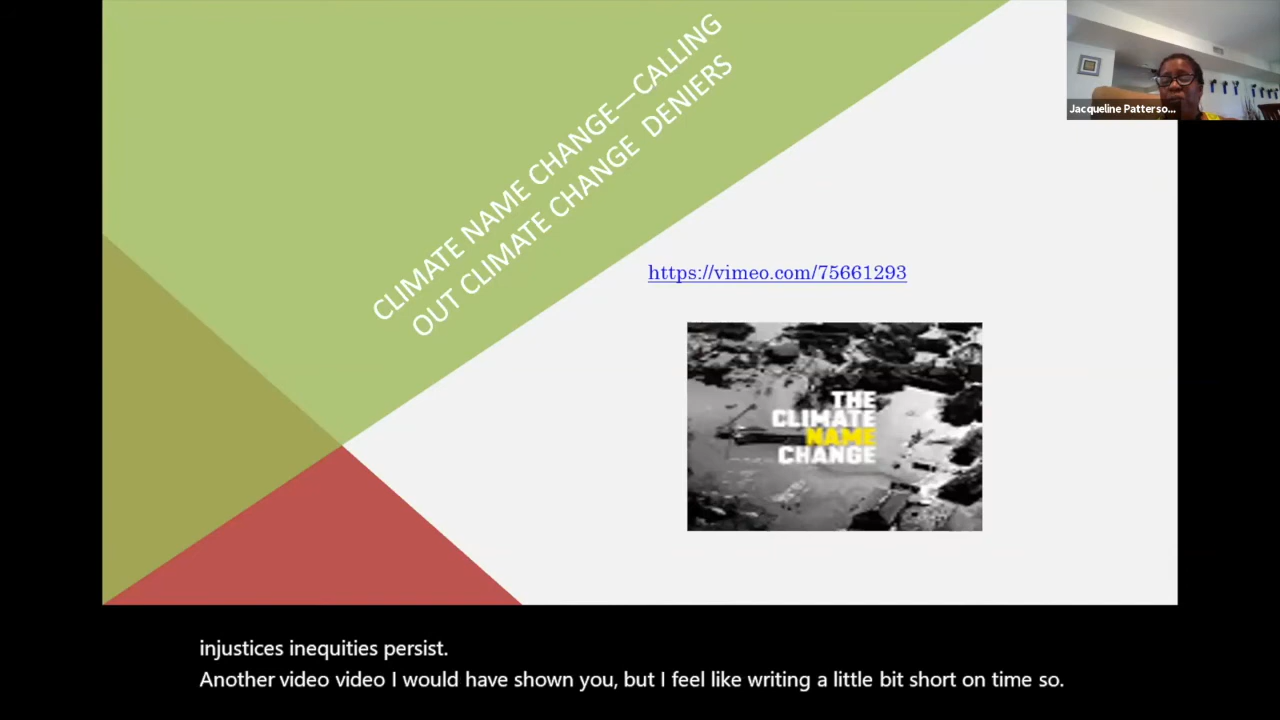 Jacqueline Patterso...
CLIMATE NAME CHANGE—CALLING
OUT CLIMATE CHANGE DENIERS
https://vimeo.com/75661293
THE
CLIMATE
NAME
CHANGE
injustices inequities persist.
Another video video I would have shown you, but I feel like writing a little bit short on time so.